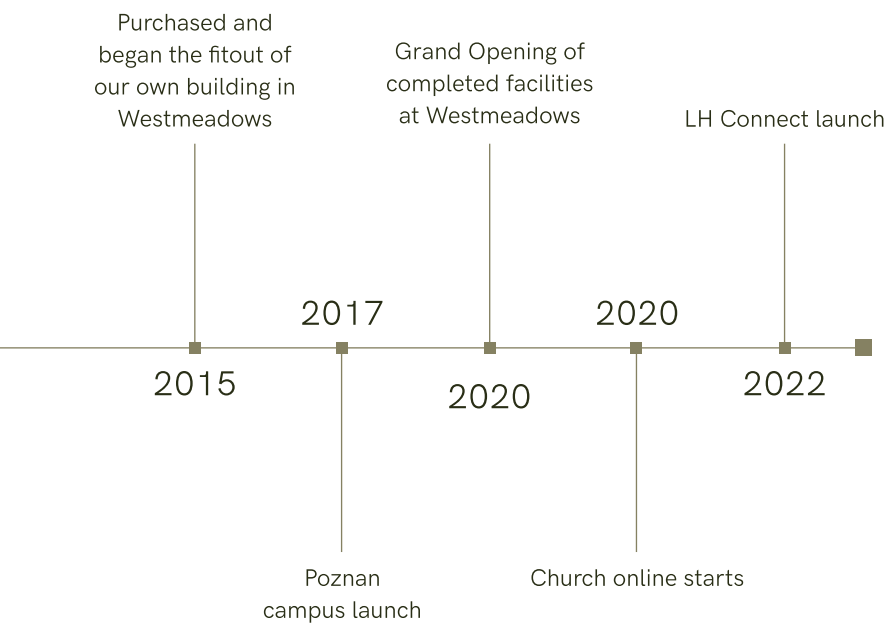 Purchased and
began the fitout of
our own building in
Westmeadows
2015
2017
Poznan
campus launch
Grand Opening of
completed facilities
at Westmeadows
2020
2020
Church online starts
LH Connect launch
2022